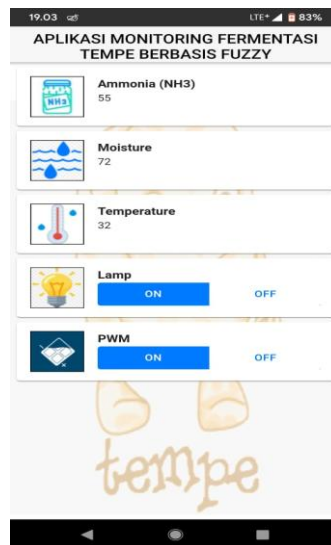 19.03
LTE+ 83%
APLIKASI MONITORING FERMENTASI
TEMPE BERBASIS FUZZY
NH3
Ammonia (NH3)
55
Moisture
72
Temperature
32
Lamp
ON OFF
PWM
ON OFF
tempe